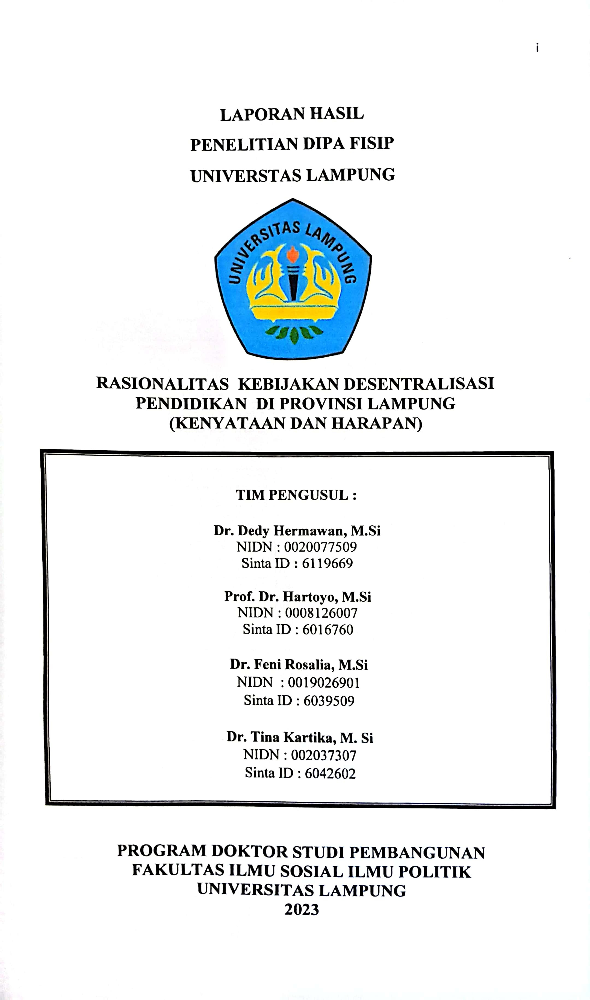 i
LAPORAN HASIL
PENELITIAN DIPA FISIP
UNIVERSTAS LAMPUNG
UNIVERSITAS LAMPUNG
RASIONALITAS KEBIJAKAN DESENTRALISASI
PENDIDIKAN DI PROVINSI LAMPUNG
(KENYATAAN DAN HARAPAN)
TIM PENGUSUL :
Dr. Dedy Hermawan, M.Si
NIDN : 0020077509
Sinta ID : 6119669
Prof. Dr. Hartoyo, M.Si
NIDN : 0008126007
Sinta ID : 6016760
Dr. Feni Rosalia, M.Si
NIDN : 0019026901
Sinta ID : 6039509
Dr. Tina Kartika, M. Si
NIDN : 002037307
Sinta ID : 6042602
PROGRAM DOKTOR STUDI PEMBANGUNAN
FAKULTAS ILMU SOSIAL ILMU POLITIK
UNIVERSITAS LAMPUNG
2023